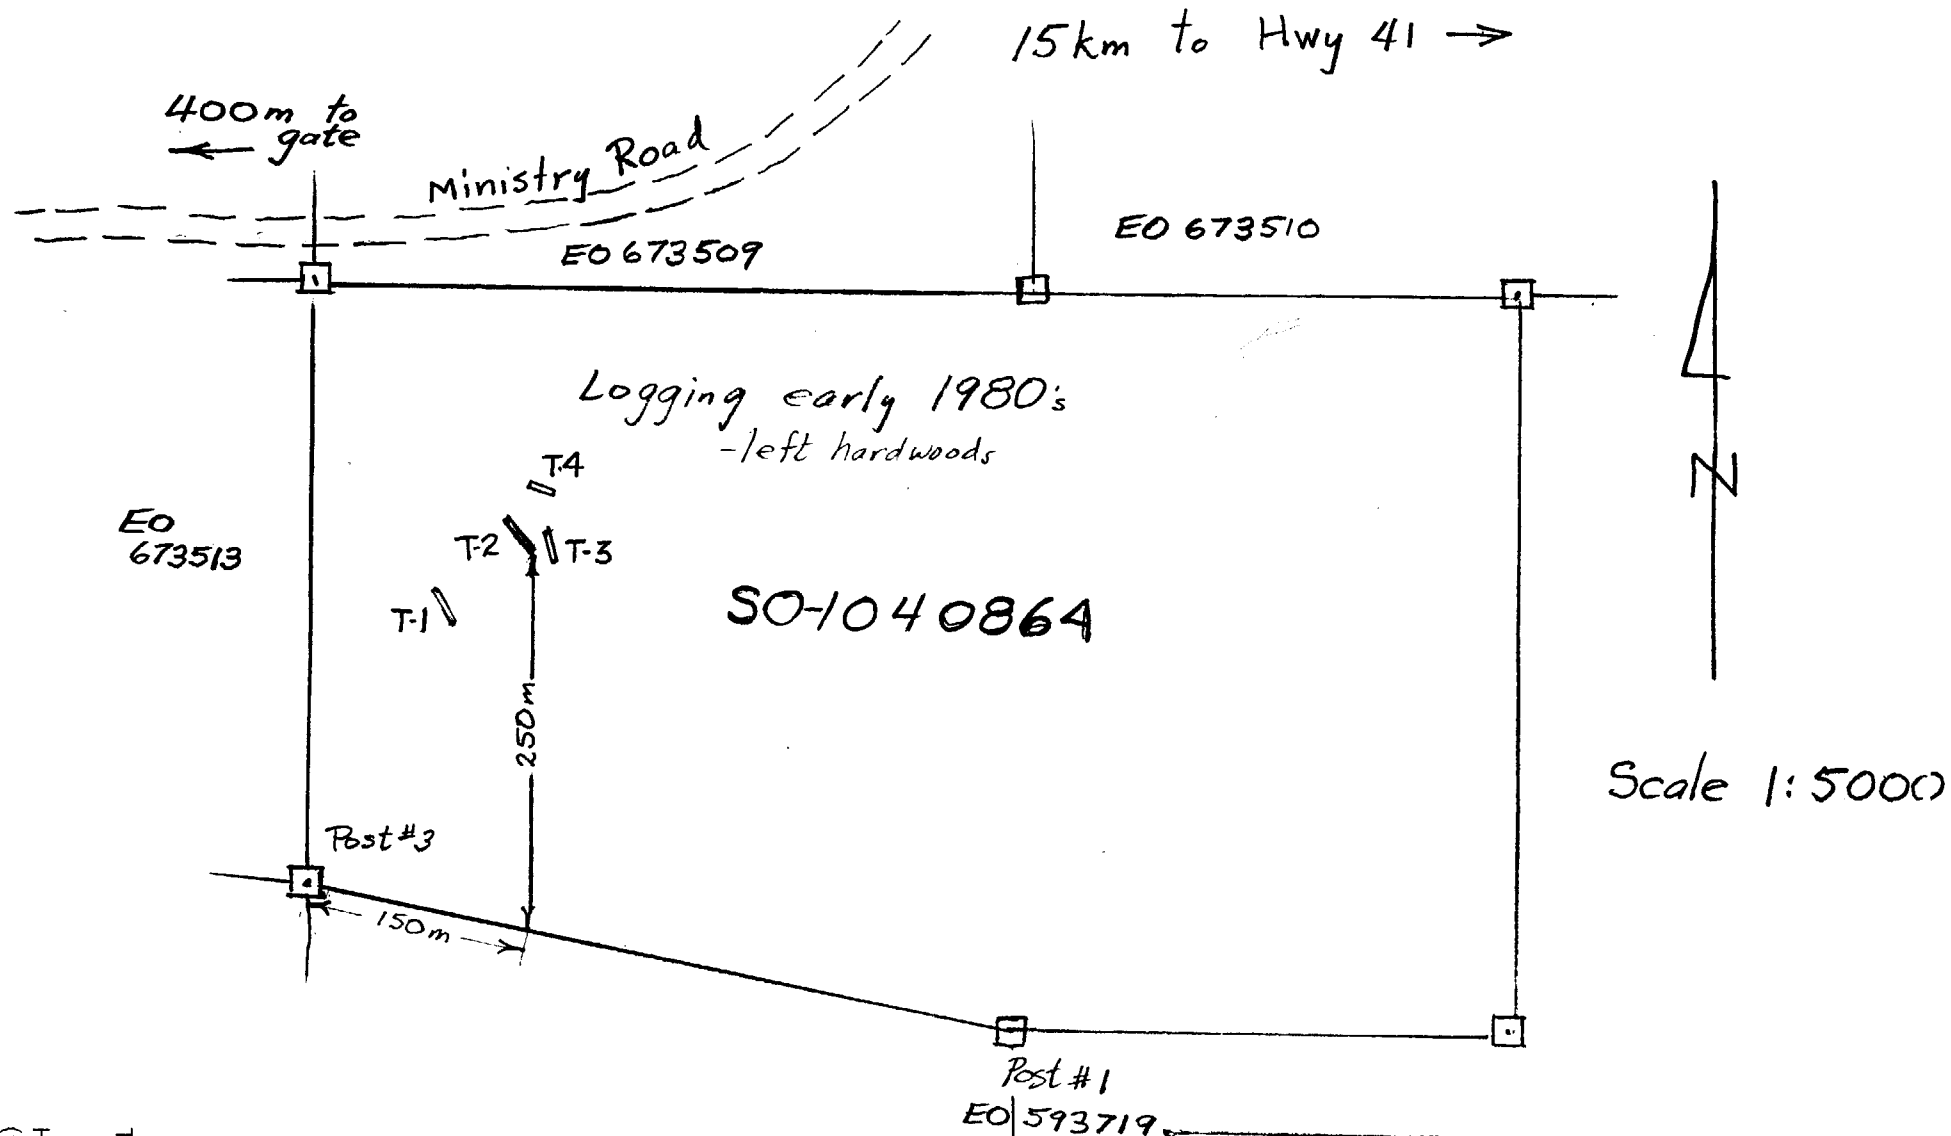 15km to Hwy 41
400m to
gate
Ministry Road
EO 673509
EO 673510
Logging early 1980's
-left hardwoods
T-4
EO
673513
T-2
T-3
T-1
SO-1040864
N
250m
Scale 1:5000
Post #3
150m
Post #1
EO 593719